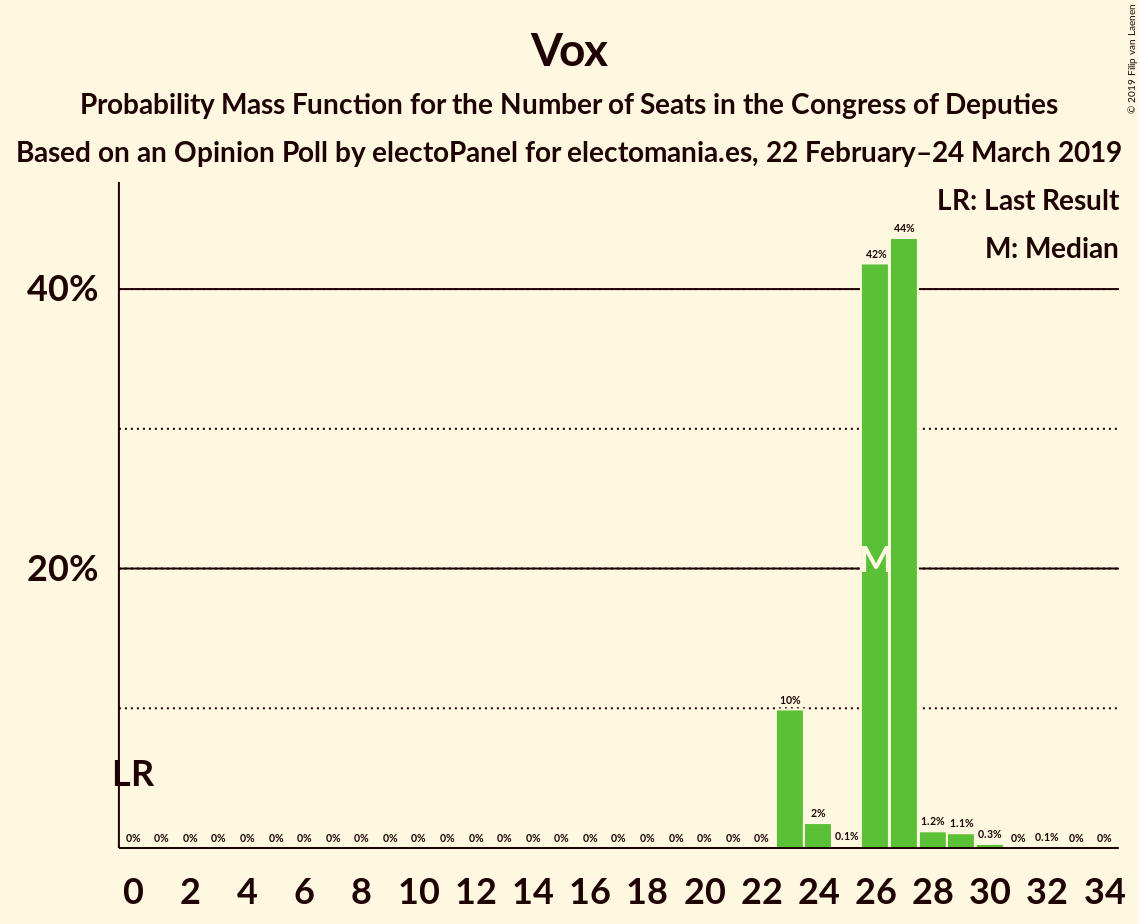 Vox
Probability Mass Function for the Number of Seats in the Congress of Deputies
Based on an Opinion Poll by electoPanel for electomania.es, 22 February–24 March 2019
© 2019 Filip van Laenen
LR: Last Result
M: Median
44%
42%
40%
20%
M
10%
LR
0% 0% 0% 0% 0% 0% 0% 0% 0% 0% 0% 0% 0% 0% 0% 0% 0% 0% 0% 0% 0% 0% 0% 2% 0.1% 1.2% 1.1% 0.3% 0% 0.1% 0% 0%
0 2 4 6 8 10 12 14 16 18 20 22 24 26 28 30 32 34